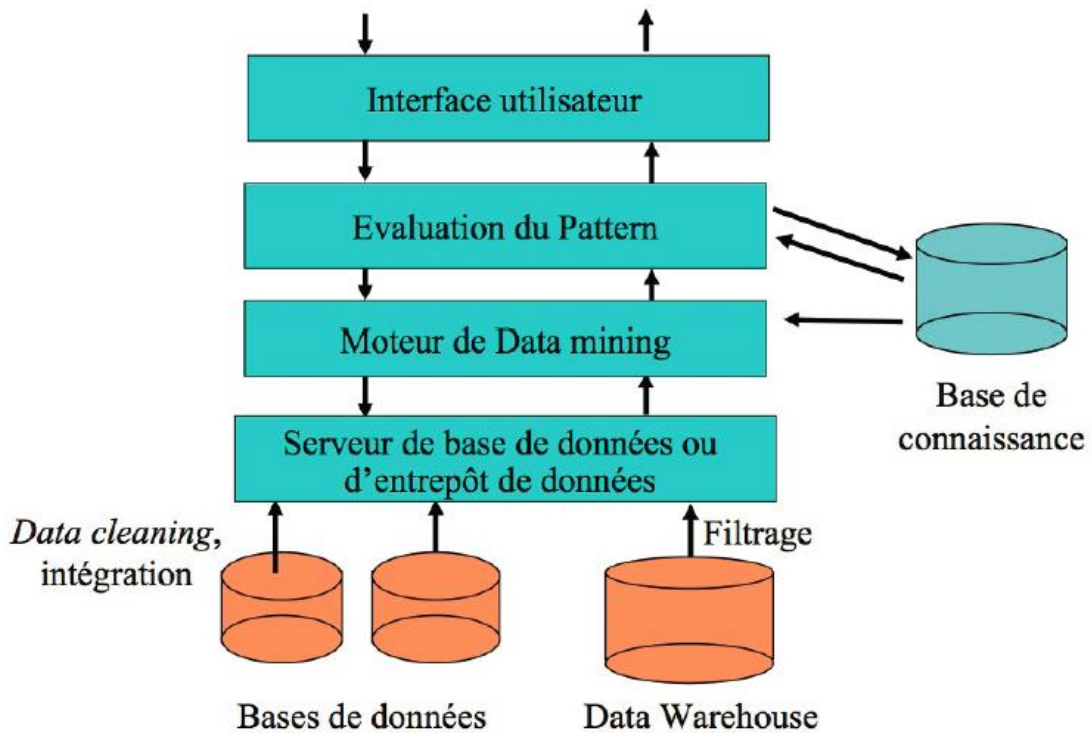 Interface utilisateur
Evaluation du Pattern
Moteur de Data mining
Base de
connaissance
Serveur de base de données ou
d'entrepôt de données
Data cleaning,
intégration
Filtrage
Bases de données
Data Warehouse